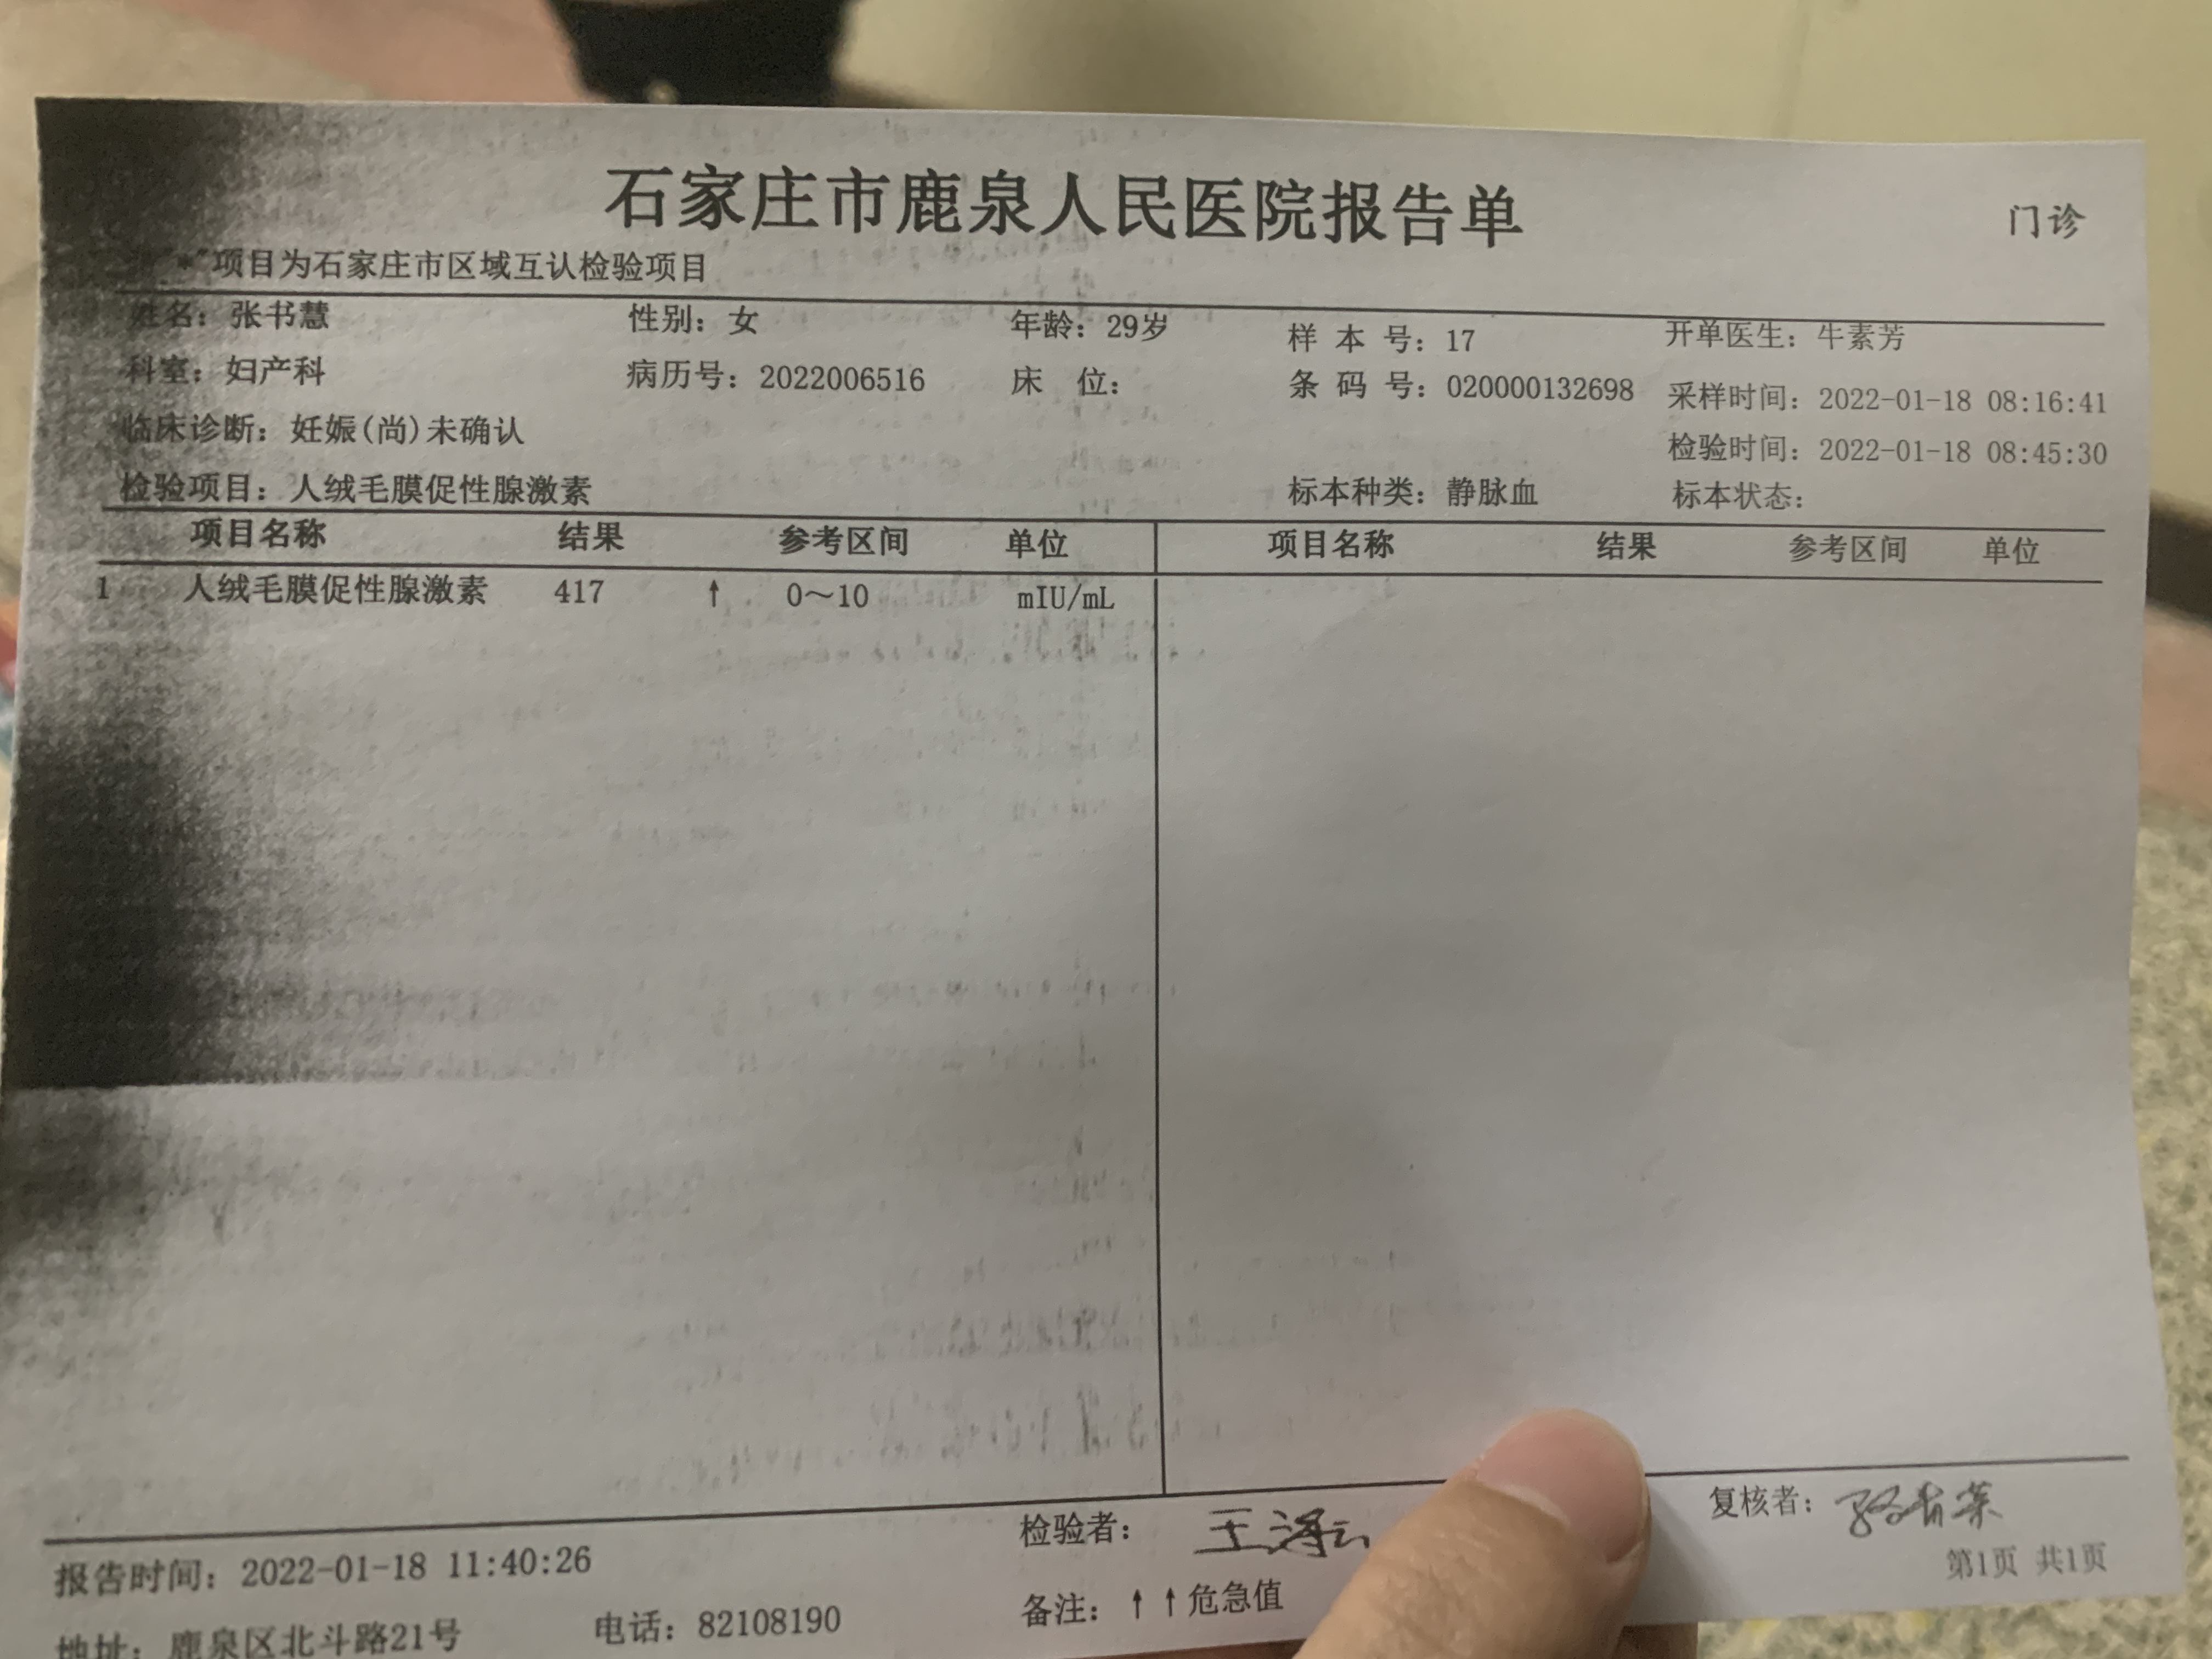 石家庄市鹿泉人民医院报告单 门诊
"*"项目为石家庄市区域互认检验项目
姓名: 张书慧 性别: 女 年龄: 29岁 样 本 号: 17 开单医生: 牛素芳
科室: 妇产科 病历号: 2022006516 床 位: 条 码 号: 020000132698 采样时间: 2022-01-18 08:16:41
临床诊断: 妊娠(尚)未确认 检验时间: 2022-01-18 08:45:30
检验项目: 人绒毛膜促性腺激素 标本种类: 静脉血 标本状态:
项目名称 结果 参考区间 单位 项目名称 结果 参考区间 单位
1 人绒毛膜促性腺激素 417 ↑ 0~10 mIU/mL
报告时间: 2022-01-18 11:40:26 检验者: 复核者:
地址: 鹿泉区北斗路21号 电话: 82108190 备注: ↑↑危急值 第1页 共1页